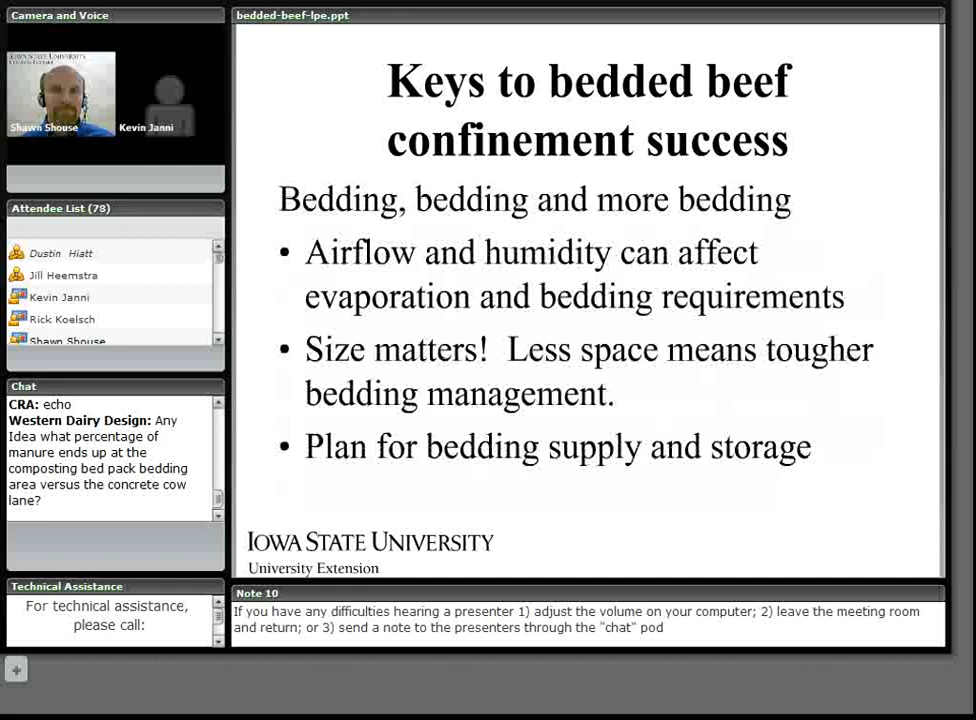 Camera and Voice
IOWA STATE UNIVERSITY
Shawn Shouse
Kevin Janni
Attendee List (78)
Dustin Hiatt
Jill Heemstra
Kevin Janni
Rick Koelsch
Shawn Shouse
Chat
CRA: echo
Western Dairy Design: Any
Idea what percentage of
manure ends up at the
composting bed pack bedding
area versus the concrete cow
lane?
Technical Assistance
For technical assistance,
please call:
bedded-beef-lpe.ppt
Keys to bedded beef
confinement success
Bedding, bedding and more bedding
• Airflow and humidity can affect
evaporation and bedding requirements
• Size matters! Less space means tougher
bedding management.
• Plan for bedding supply and storage
IOWA STATE UNIVERSITY
University Extension
Note 10
If you have any difficulties hearing a presenter 1) adjust the volume on your computer; 2) leave the meeting room
and return; or 3) send a note to the presenters through the "chat" pod